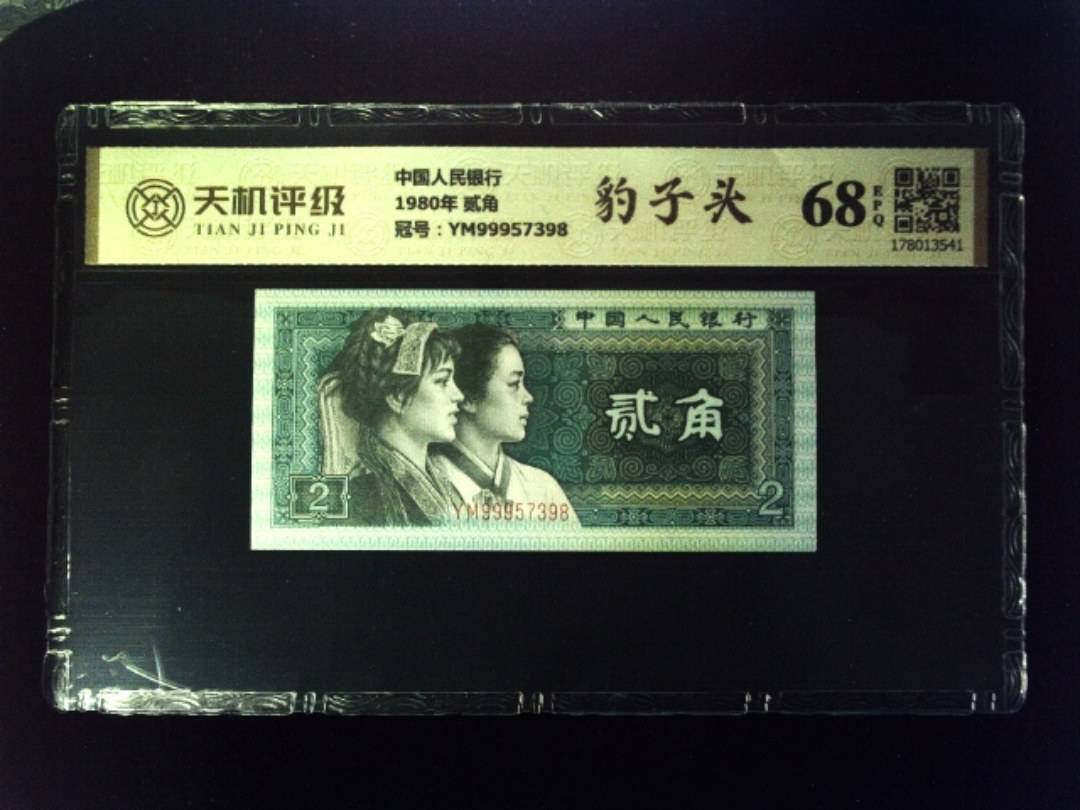 天机评级
TIAN JI PING JI
中国人民银行
1980年 贰角
冠号：YM99957398
豹子头
68
EPQ
178013541
中国人民银行
贰角
2
YM99957398
2